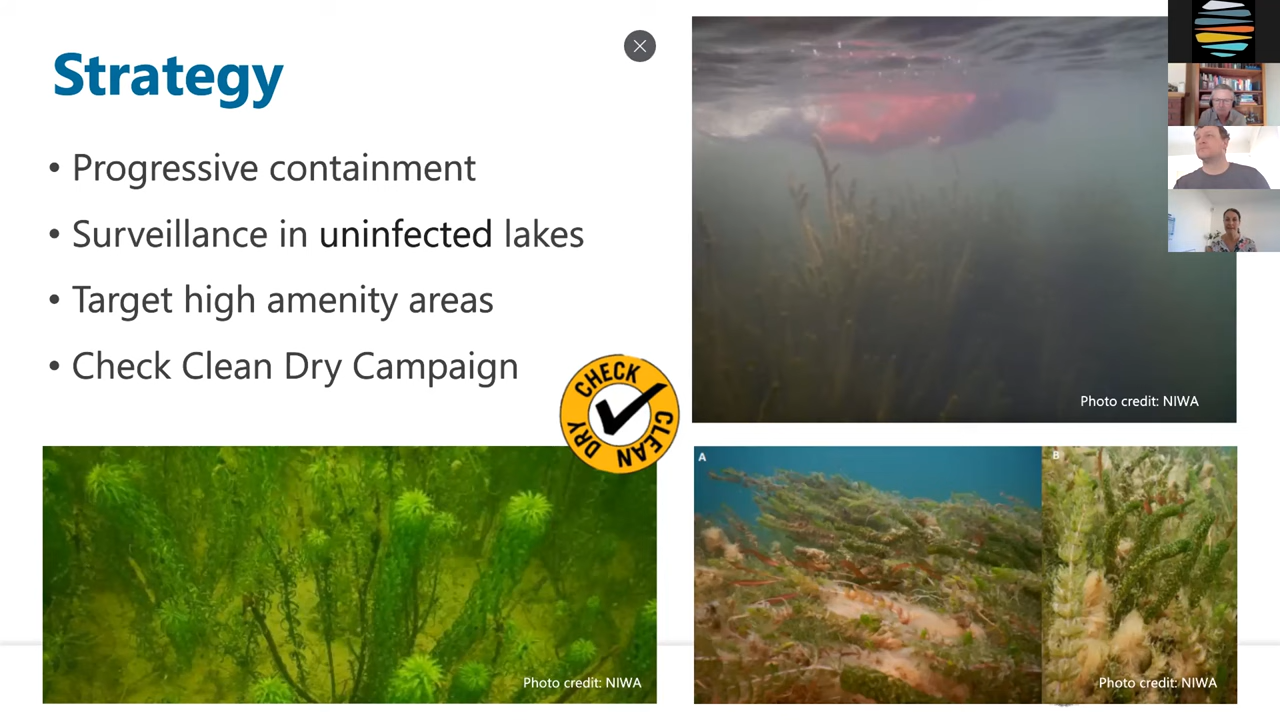 Strategy
• Progressive containment
• Surveillance in uninfected lakes
• Target high amenity areas
• Check Clean Dry Campaign
CHECK
CLEAN
DRY
Photo credit: NIWA
Photo credit: NIWA
A
B
Photo credit: NIWA